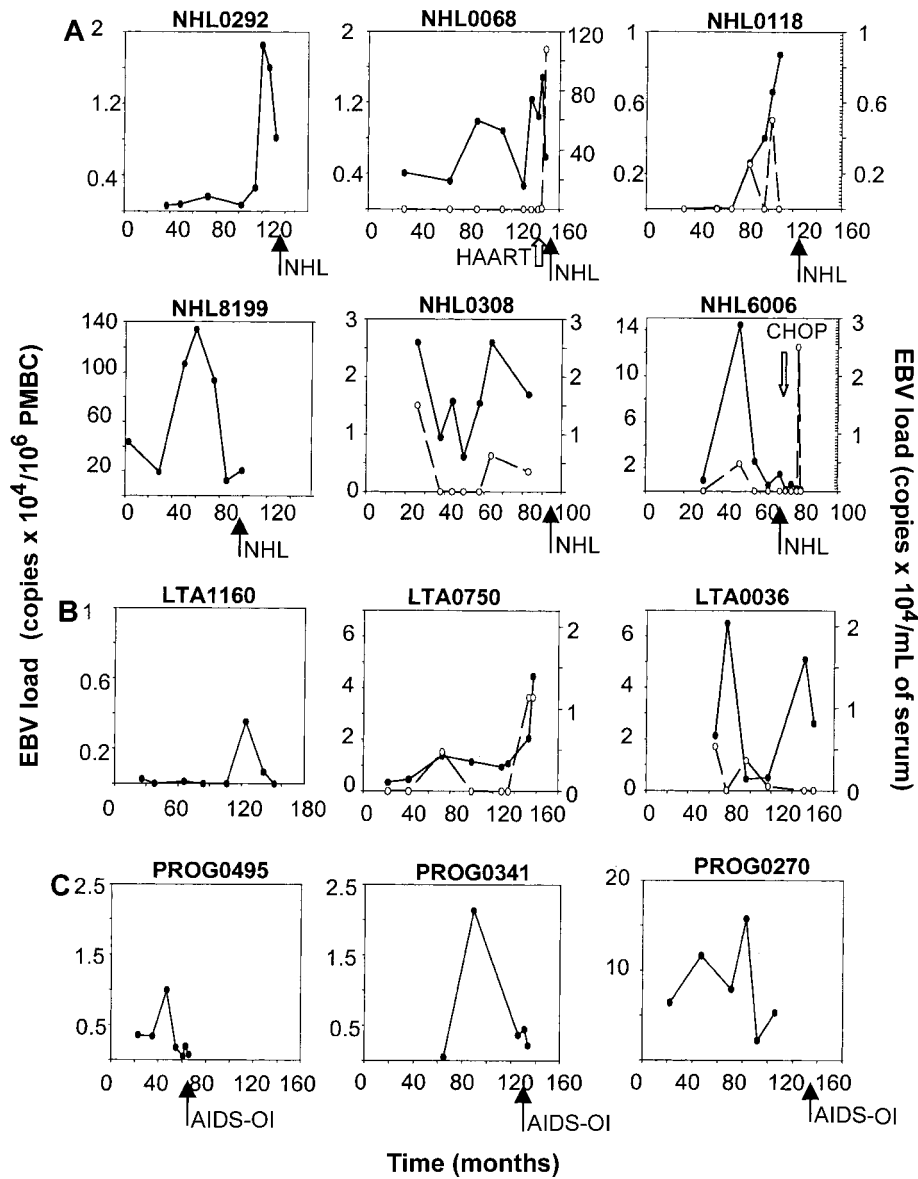 A
NHL0292
NHL0068
NHL0118
2
1.2
0.4
0 40 80 120
NHL
2
1.2
0.4
120
80
40
0
0 40 80 120 160
HAART
NHL
1
0.6
0.2
1
0.6
0.2
0 40 80 120 160
NHL
NHL8199
NHL0308
NHL6006
140
100
60
20
0 40 80 120
NHL
3
2
1
0
3
2
1
0
0 20 40 60 80 100
NHL
14
10
6
2
CHOP
3
2
1
0
0 20 40 60 80 100
NHL
B
LTA1160
LTA0750
LTA0036
1
0.6
0.2
0 60 120 180
6
4
2
0
2
1
0
0 40 80 120 160
6
4
2
0
2
1
0
0 40 80 120 160
C
PROG0495
PROG0341
PROG0270
2.5
1.5
0.5
0 40 80 120 160
AIDS-OI
2.5
1.5
0.5
0 40 80 120 160
AIDS-OI
20
10
0 40 80 120 160
AIDS-OI
EBV load (copies x 10⁴/10⁶ PMBC)
EBV load (copies x 10⁴/mL of serum)
Time (months)